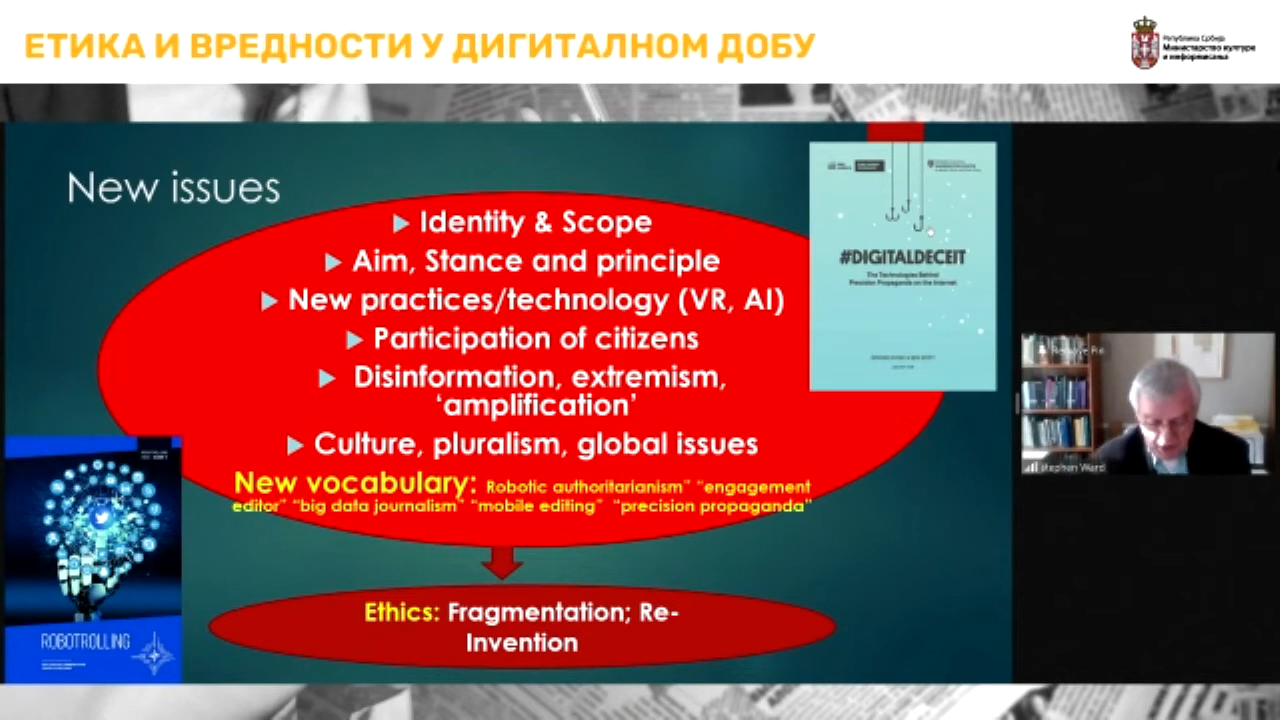 ЕТИКА И ВРЕДНОСТИ У ДИГИТАЛНОМ ДОБУ
Република Србија
Министарство културе
и информисања
New issues
Identity & Scope
Aim, Stance and principle
New practices/technology (VR, AI)
Participation of citizens
Disinformation, extremism,
‘amplification’
Culture, pluralism, global issues
New vocabulary: Robotic authoritarianism” “engagement
editor” “big data journalism” “mobile editing” “precision propaganda”
Ethics: Fragmentation; Re-
Invention
#DIGITALDECEIT
The Technologies Behind
Precision Propaganda on the Internet
ROBOTROLLING
Stephen Ward